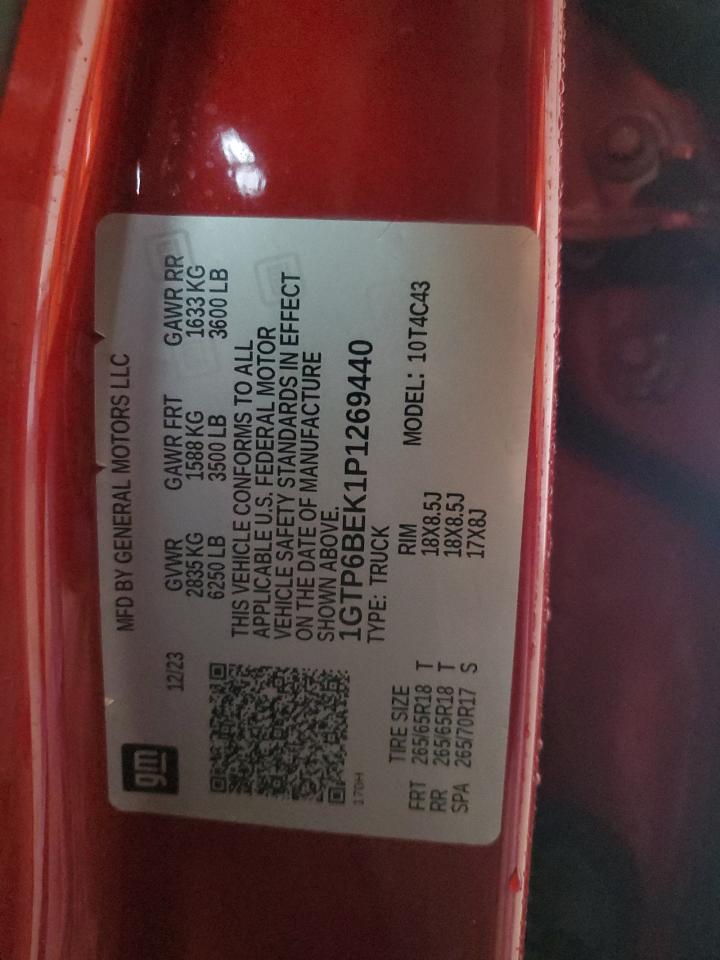 gm
MFD BY GENERAL MOTORS LLC
12/23
GVWR GAWR FRT GAWR RR
2835 KG 1588 KG 1633 KG
6250 LB 3500 LB 3600 LB
THIS VEHICLE CONFORMS TO ALL
APPLICABLE U.S. FEDERAL MOTOR
VEHICLE SAFETY STANDARDS IN EFFECT
ON THE DATE OF MANUFACTURE
SHOWN ABOVE.
1GTP6BEK1P1269440
TYPE: TRUCK MODEL: 10T4C43
170H
TIRE SIZE RIM
FRT 265/65R18 T 18X8.5J
RR 265/65R18 T 18X8.5J
SPA 265/70R17 S 17X8J